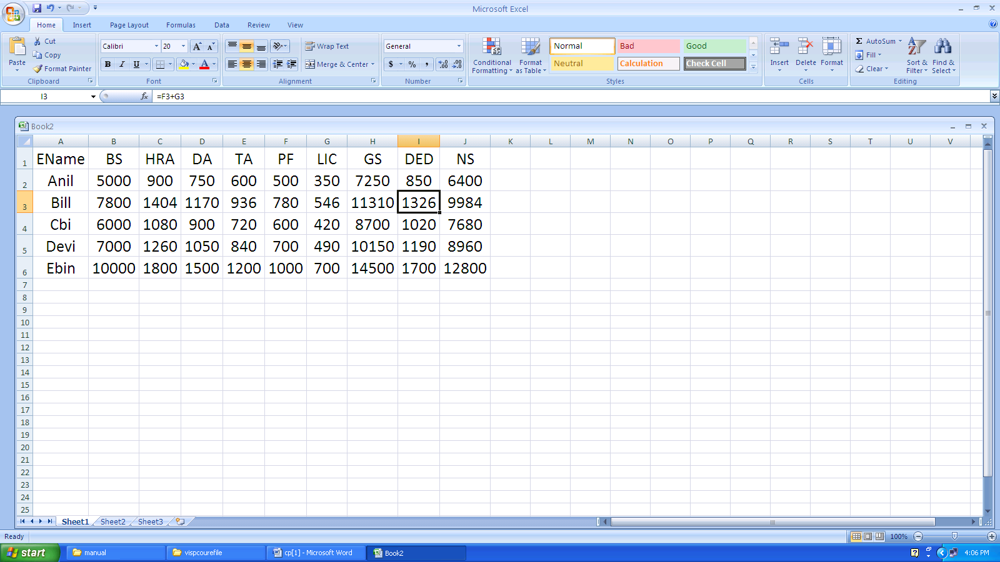 Microsoft Excel
Home Insert Page Layout Formulas Data Review View
Paste
Cut
Copy
Format Painter
Clipboard
Calibri 20
B I U
Font
Wrap Text
Merge & Center
Alignment
General
$ % ,
Number
Conditional Formatting
Format as Table
Normal Bad Good
Neutral Calculation Check Cell
Styles
Insert Delete Format
Cells
Σ AutoSum
Fill
Clear
Sort & Filter
Find & Select
Editing
I3 fx =F3+G3
Book2
A B C D E F G H I J K L M N O P Q R S T U V
1 EName BS HRA DA TA PF LIC GS DED NS
2 Anil 5000 900 750 600 500 350 7250 850 6400
3 Bill 7800 1404 1170 936 780 546 11310 1326 9984
4 Cbi 6000 1080 900 720 600 420 8700 1020 7680
5 Devi 7000 1260 1050 840 700 490 10150 1190 8960
6 Ebin 10000 1800 1500 1200 1000 700 14500 1700 12800
7
8
9
10
11
12
13
14
15
16
17
18
19
20
21
22
23
24
25
Sheet1 Sheet2 Sheet3
Ready 100%
start manual vispcourefile cp[1] - Microsoft Word Book2 4:06 PM